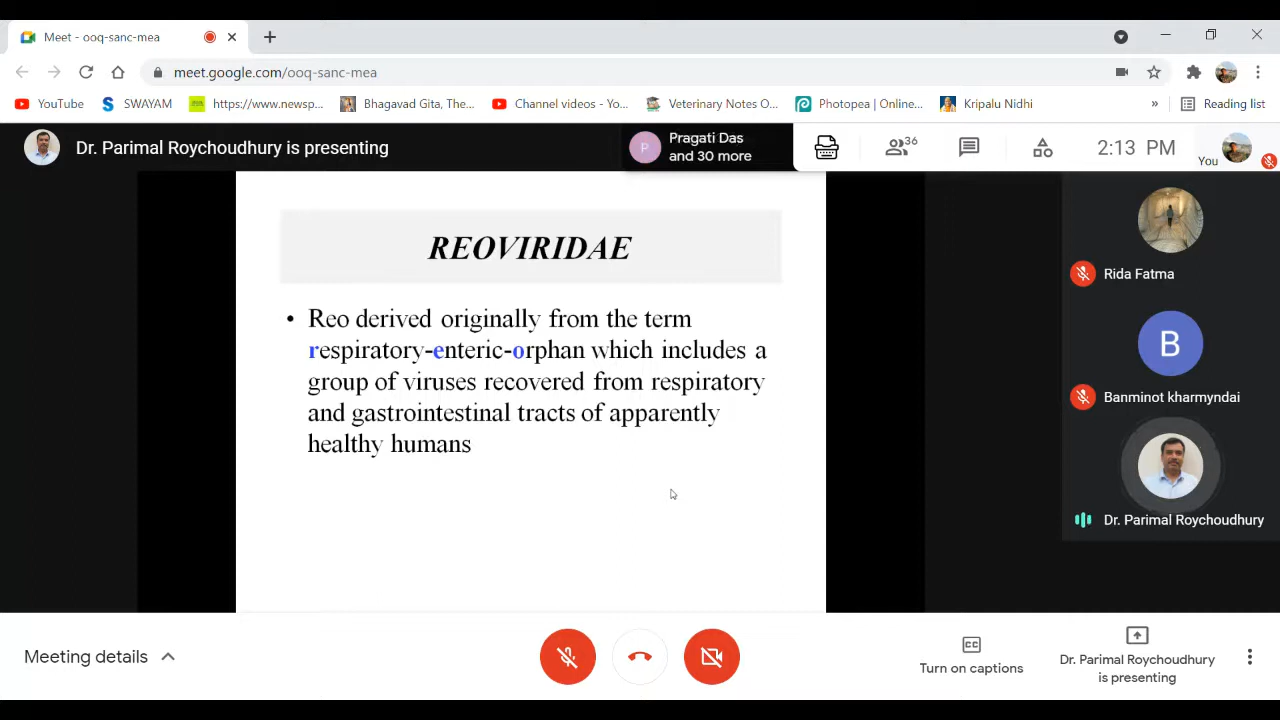 Meet - ooq-sanc-mea
meet.google.com/ooq-sanc-mea
YouTube
SWAYAM
https://www.newsp...
Bhagavad Gita, The...
Channel videos - Yo...
Veterinary Notes O...
Photopea | Online...
Kripalu Nidhi
»
Reading list
Dr. Parimal Roychoudhury is presenting
P
Pragati Das
and 30 more
36
2:13 PM
You
REOVIRIDAE
• Reo derived originally from the term
respiratory-enteric-orphan which includes a
group of viruses recovered from respiratory
and gastrointestinal tracts of apparently
healthy humans
Rida Fatma
B
Banminot kharmyndai
Dr. Parimal Roychoudhury
Meeting details
CC
Turn on captions
Dr. Parimal Roychoudhury
is presenting